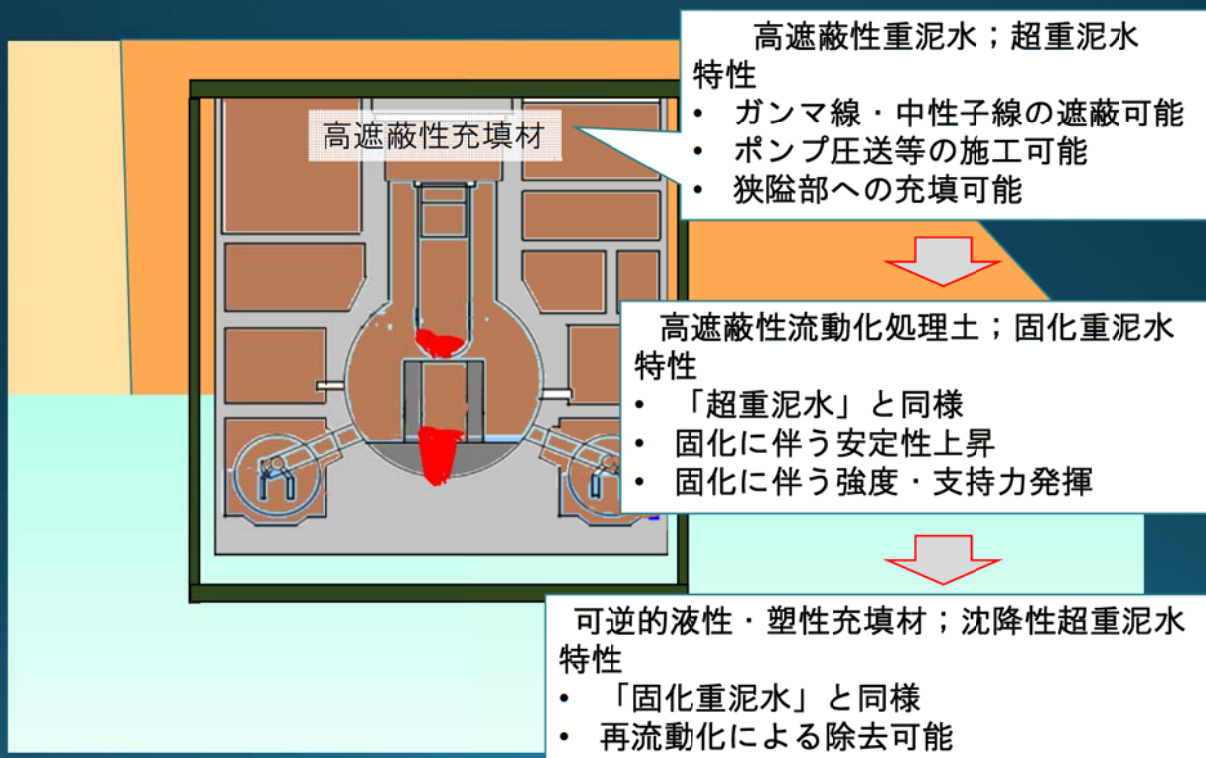 高遮蔽性充填材
高遮蔽性重泥水；超重泥水
特性
• ガンマ線・中性子線の遮蔽可能
• ポンプ圧送等の施工可能
• 狭隘部への充填可能
高遮蔽性流動化処理土；固化重泥水
特性
• 「超重泥水」と同様
• 固化に伴う安定性上昇
• 固化に伴う強度・支持力発揮
可逆的液性・塑性充填材；沈降性超重泥水
特性
• 「固化重泥水」と同様
• 再流動化による除去可能